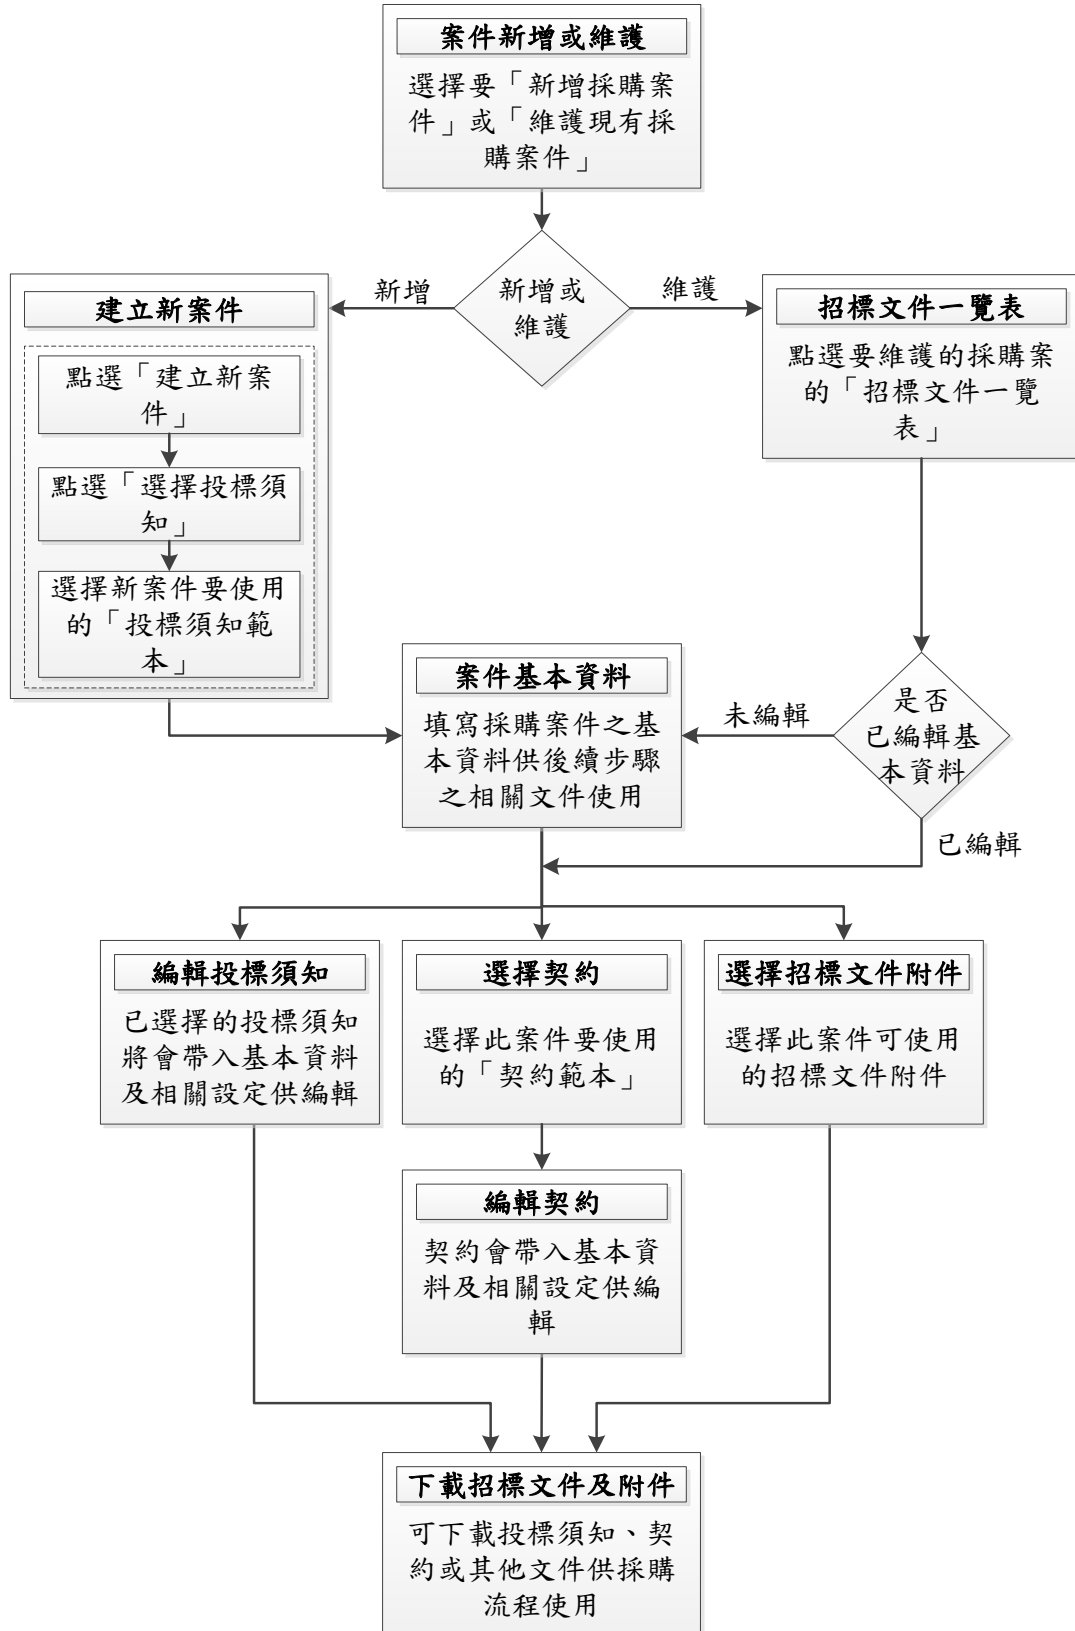 案件新增或維護
選擇要「新增採購案
件」或「維護現有採
購案件」
新增或
維護
新增
維護
建立新案件
點選「建立新案
件」
點選「選擇投標須
知」
選擇新案件要使用
的「投標須知範
本」
招標文件一覽表
點選要維護的採購案
的「招標文件一覽
表」
是否
已編輯基
本資料
未編輯
已編輯
案件基本資料
填寫採購案件之基
本資料供後續步驟
之相關文件使用
編輯投標須知
已選擇的投標須知
將會帶入基本資料
及相關設定供編輯
選擇契約
選擇此案件要使用
的「契約範本」
選擇招標文件附件
選擇此案件可使用
的招標文件附件
編輯契約
契約會帶入基本資
料及相關設定供編
輯
下載招標文件及附件
可下載投標須知、契
約或其他文件供採購
流程使用